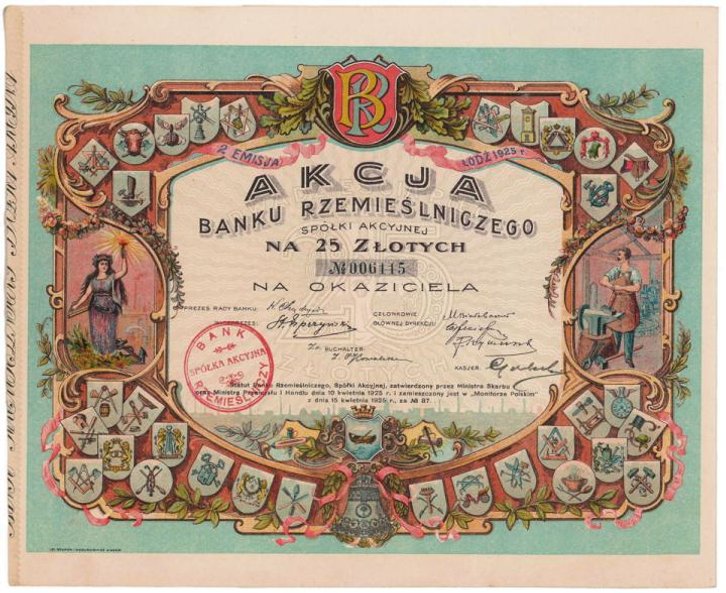 BR
2 EMISJA
ŁÓDŹ 1925 r.
AKCJA
BANKU RZEMIEŚLNICZEGO
SPÓŁKI AKCYJNEJ
NA 25 ZŁOTYCH
№006115
NA OKAZICIELA
PREZES RADY BANKU:
CZŁONKOWIE
GŁÓWNEJ DYREKCJI:
BUCHALTER:
KASJER:
BANK
SPÓŁKA AKCYJNA
RZEMIEŚLNICZY
Statut Banku Rzemieślniczego, Spółki Akcyjnej, zatwierdzony przez Ministra Skarbu
oraz Ministra Przemysłu i Handlu dnia 10 kwietnia 1925 r. i zamieszczony jest w „Monitorze Polskim”
z dnia 15 kwietnia 1925 r., za № 87.